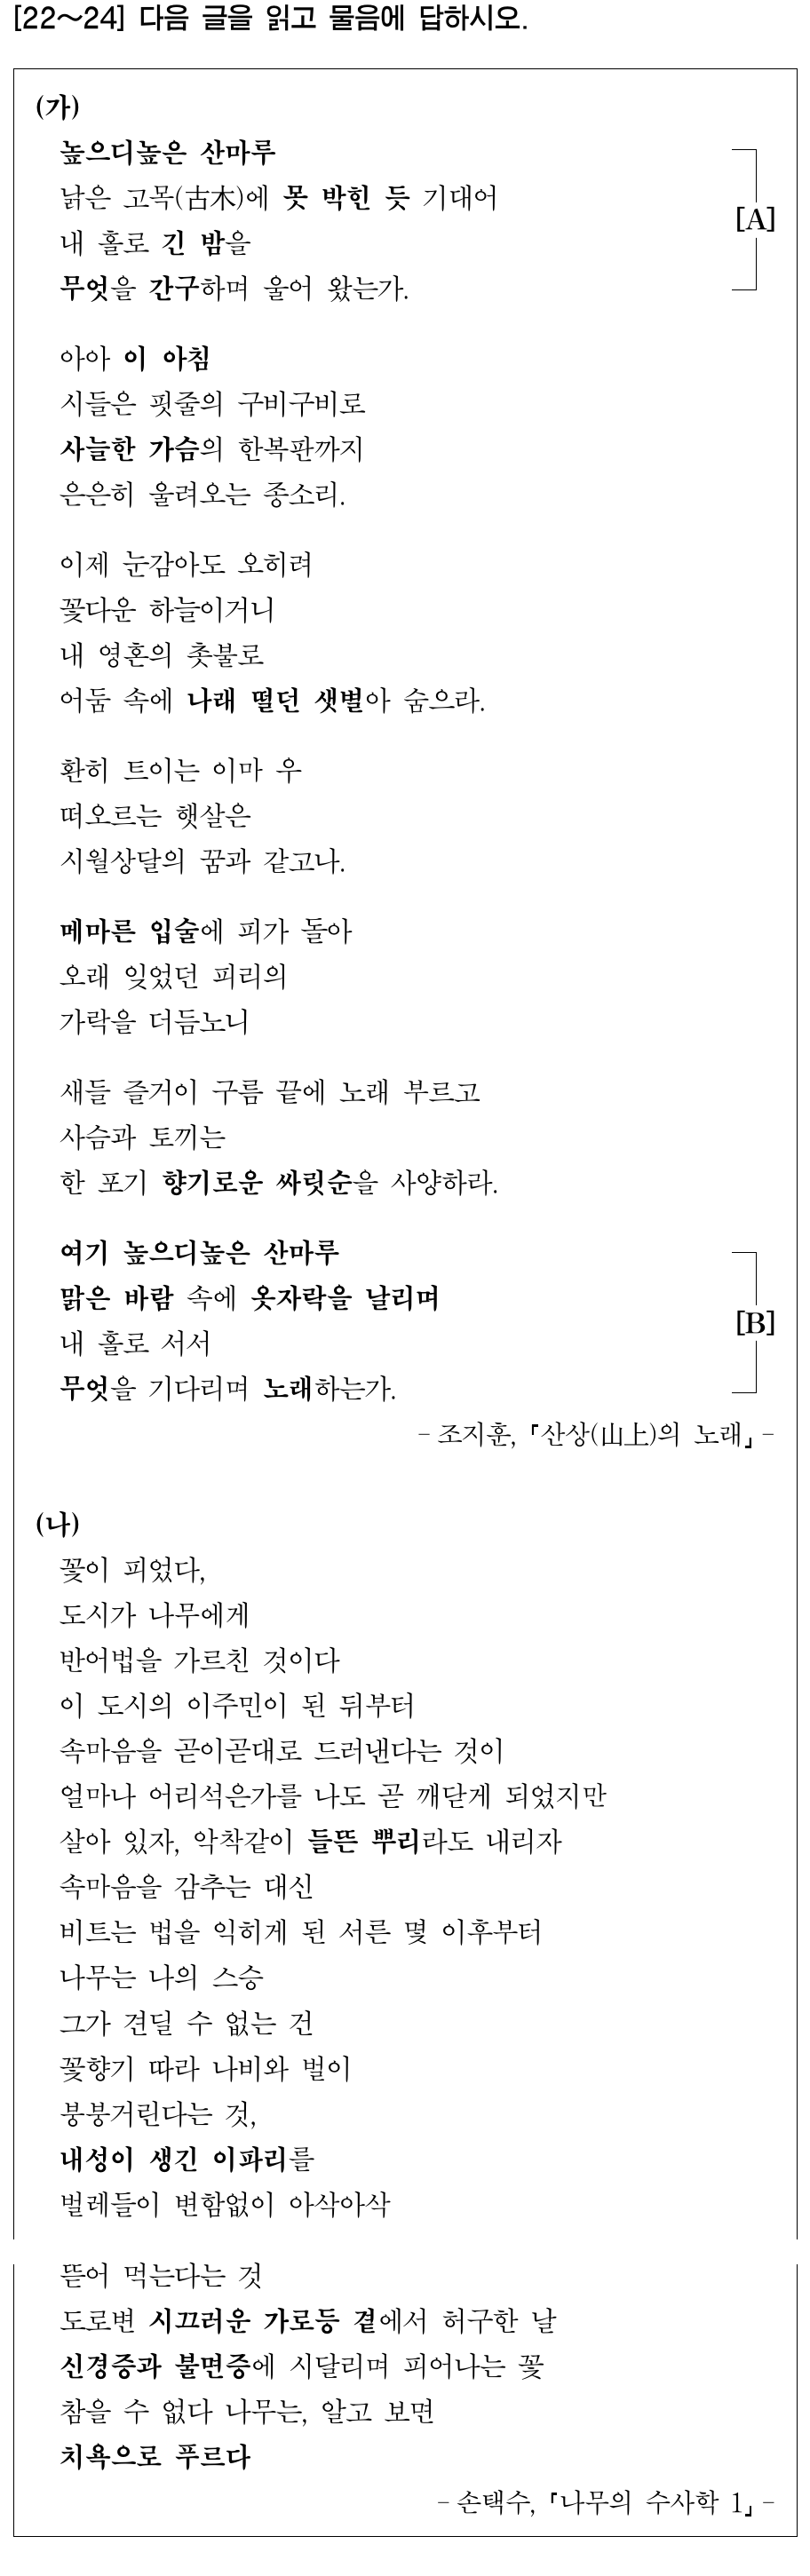 [22～24] 다음 글을 읽고 물음에 답하시오.
(가)
높으디높은 산마루
낡은 고목(古木)에 못 박힌 듯 기대어
내 홀로 긴 밤을
무엇을 간구하며 울어 왔는가.
[A]
아아 이 아침
시들은 핏줄의 구비구비로
사늘한 가슴의 한복판까지
은은히 울려오는 종소리.
이제 눈감아도 오히려
꽃다운 하늘이거니
내 영혼의 촛불로
어둠 속에 나래 떨던 샛별아 숨으라.
환히 트이는 이마 우
떠오르는 햇살은
시월상달의 꿈과 같고나.
메마른 입술에 피가 돌아
오래 잊었던 피리의
가락을 더듬노니
새들 즐거이 구름 끝에 노래 부르고
사슴과 토끼는
한 포기 향기로운 싸릿순을 사양하라.
여기 높으디높은 산마루
맑은 바람 속에 옷자락을 날리며
내 홀로 서서
무엇을 기다리며 노래하는가.
[B]
- 조지훈, ｢산상(山上)의 노래｣ -
(나)
꽃이 피었다,
도시가 나무에게
반어법을 가르친 것이다
이 도시의 이주민이 된 뒤부터
속마음을 곧이곧대로 드러낸다는 것이
얼마나 어리석은가를 나도 곧 깨닫게 되었지만
살아 있자, 악착같이 들뜬 뿌리라도 내리자
속마음을 감추는 대신
비트는 법을 익히게 된 서른 몇 이후부터
나무는 나의 스승
그가 견딜 수 없는 건
꽃향기 따라 나비와 벌이
붕붕거린다는 것,
내성이 생긴 이파리를
벌레들이 변함없이 아삭아삭
뜯어 먹는다는 것
도로변 시끄러운 가로등 곁에서 허구한 날
신경증과 불면증에 시달리며 피어나는 꽃
참을 수 없다 나무는, 알고 보면
치욕으로 푸르다
- 손택수, ｢나무의 수사학 1｣ -